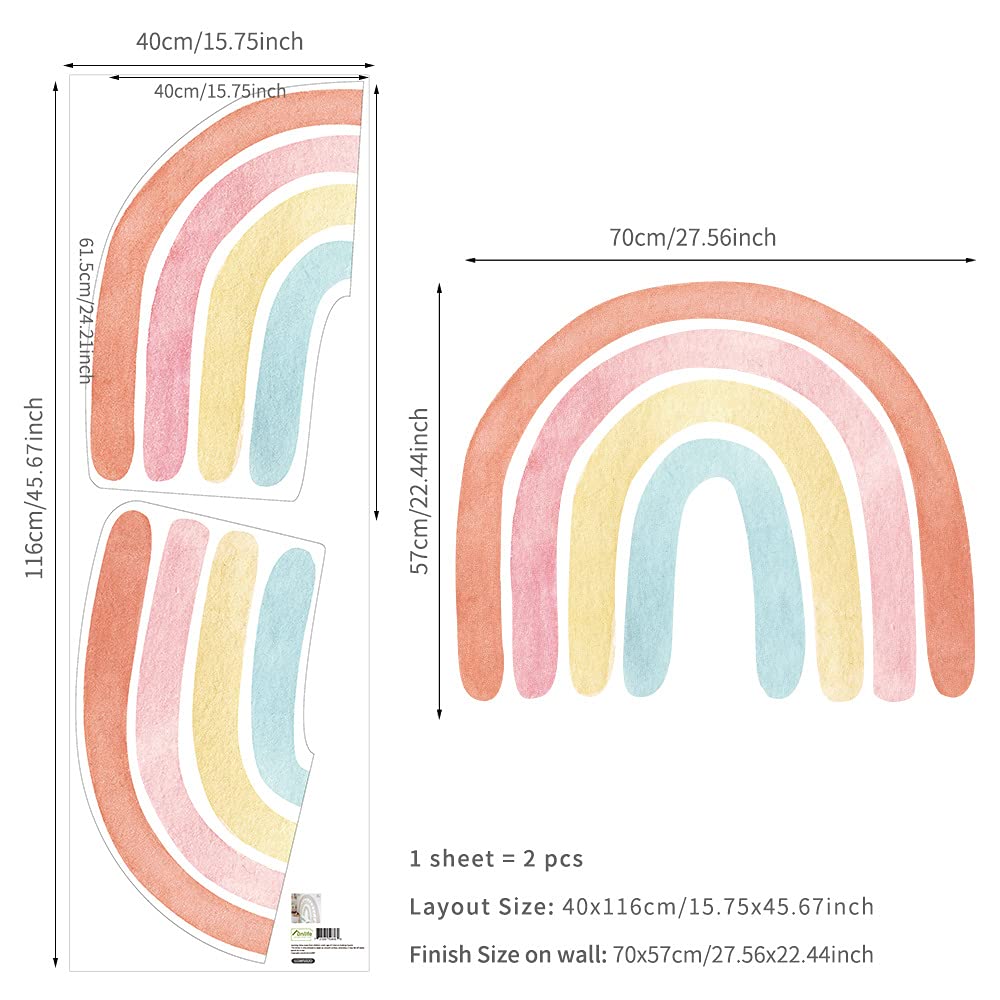 40cm/15.75inch
40cm/15.75inch
61.5cm/24.21inch
116cm/45.67inch
70cm/27.56inch
57cm/22.44inch
1 sheet = 2 pcs
Layout Size: 40x116cm/15.75x45.67inch
Finish Size on wall: 70x57cm/27.56x22.44inch